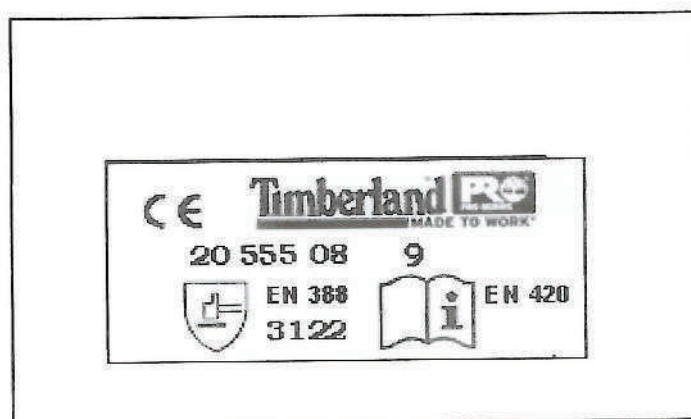 CE Timberland PRO
MADE TO WORK
20 555 08 9
EN 388 i EN 420
3122